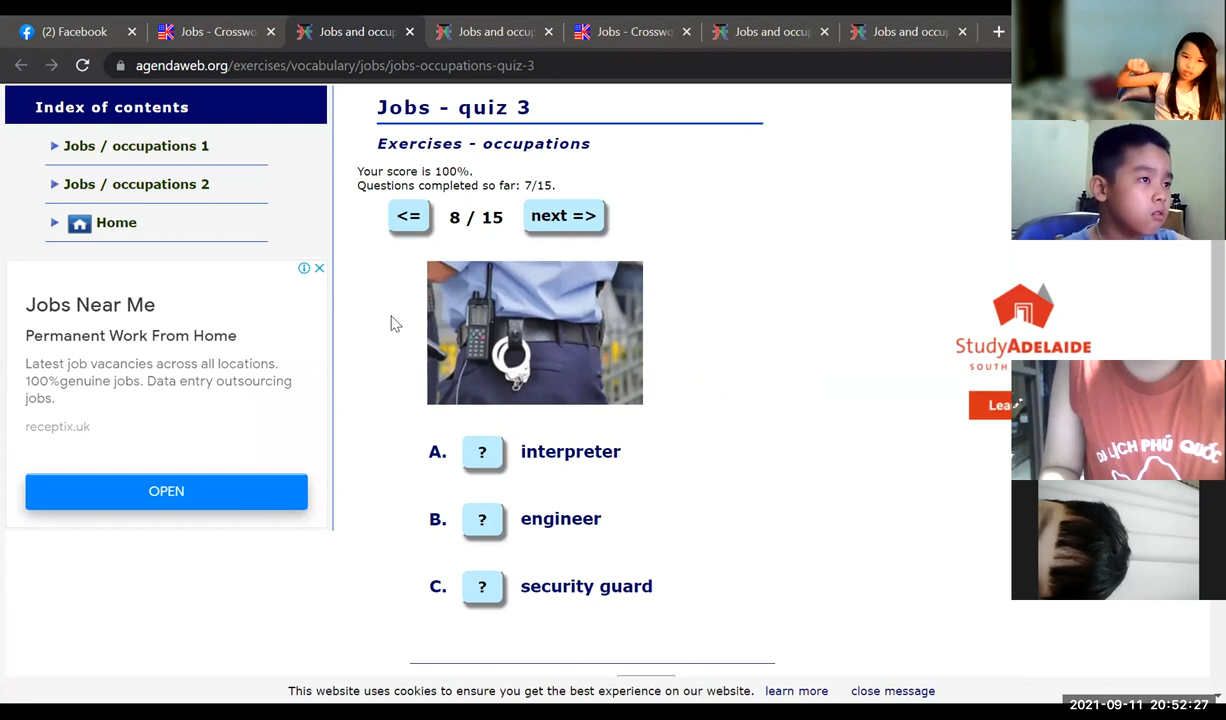 (2) Facebook
Jobs - Crosswo
Jobs and occup
Jobs and occup
Jobs - Crossw
Jobs and occup
Jobs and occup
agendaweb.org/exercises/vocabulary/jobs/jobs-occupations-quiz-3
Index of contents
Jobs / occupations 1
Jobs / occupations 2
Home
Jobs Near Me
Permanent Work From Home
Latest job vacancies across all locations.
100%genuine jobs. Data entry outsourcing
jobs.
receptix.uk
OPEN
Jobs - quiz 3
Exercises - occupations
Your score is 100%.
Questions completed so far: 7/15.
<= 8 / 15 next =>
A. ? interpreter
B. ? engineer
C. ? security guard
StudyADELAIDE
SOUTH
Lea
DU LỊCH PHÚ QUỐC
This website uses cookies to ensure you get the best experience on our website. learn more close message
2021-09-11 20:52:27